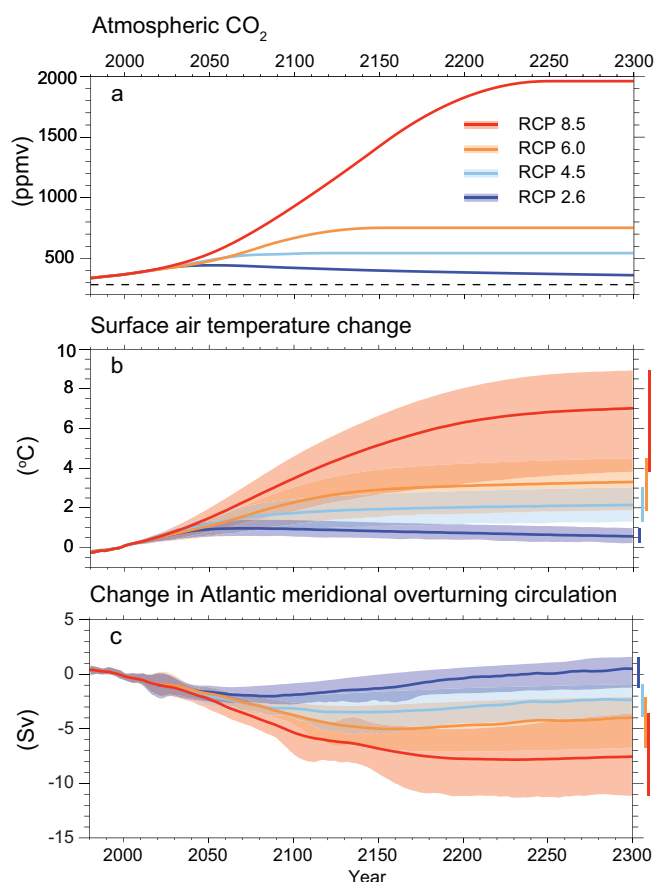 Atmospheric CO2
2000 2050 2100 2150 2200 2250 2300
a
2000
1500
1000
500
(ppmv)
RCP 8.5
RCP 6.0
RCP 4.5
RCP 2.6
Surface air temperature change
b
10
8
6
4
2
0
(oC)
Change in Atlantic meridional overturning circulation
c
5
0
-5
-10
-15
(Sv)
2000 2050 2100 2150 2200 2250 2300
Year